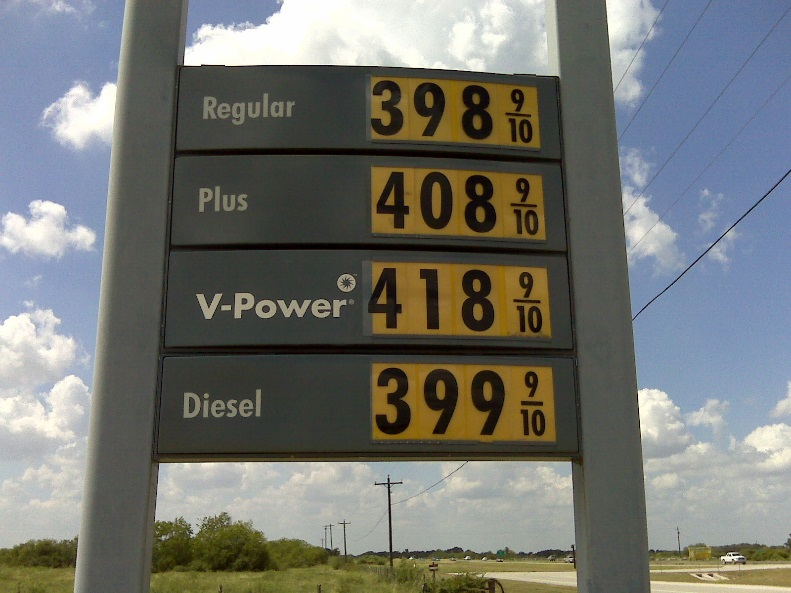 Regular 398 9/10
Plus 408 9/10
V-Power 418 9/10
Diesel 399 9/10